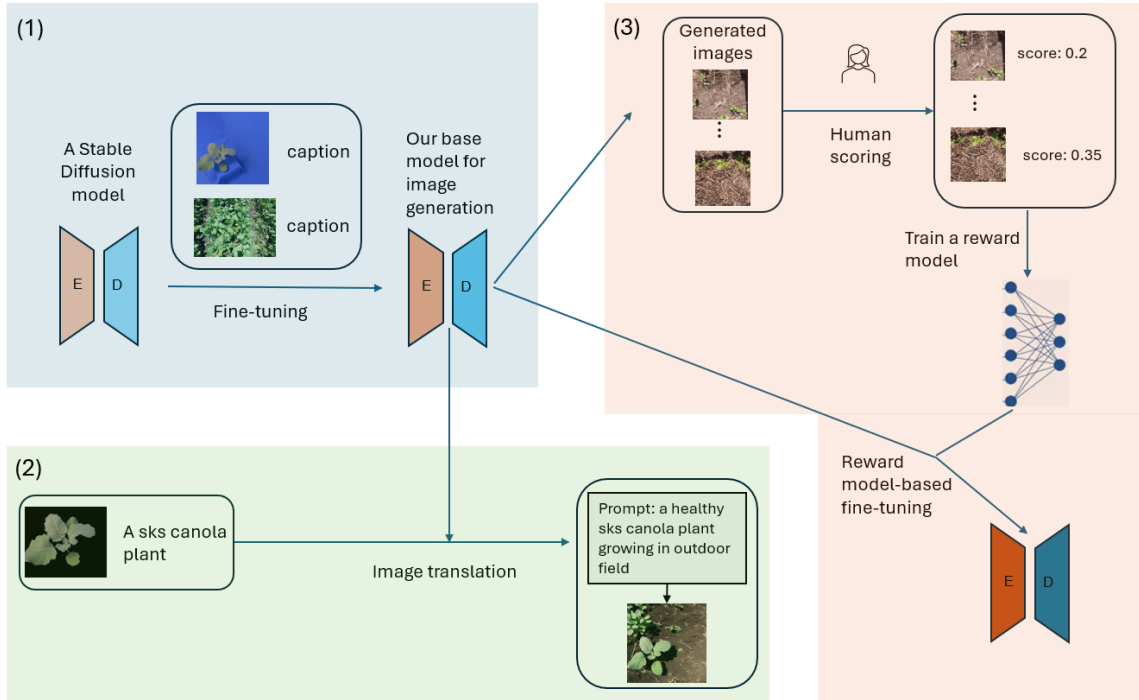 (1)
A Stable
Diffusion
model
E
D
caption
caption
Fine-tuning
Our base
model for
image
generation
E
D
(2)
A sks canola
plant
Image translation
Prompt: a healthy
sks canola plant
growing in outdoor
field
(3)
Generated
images
...
Human
scoring
score: 0.2
...
score: 0.35
Train a reward
model
Reward
model-based
fine-tuning
E
D